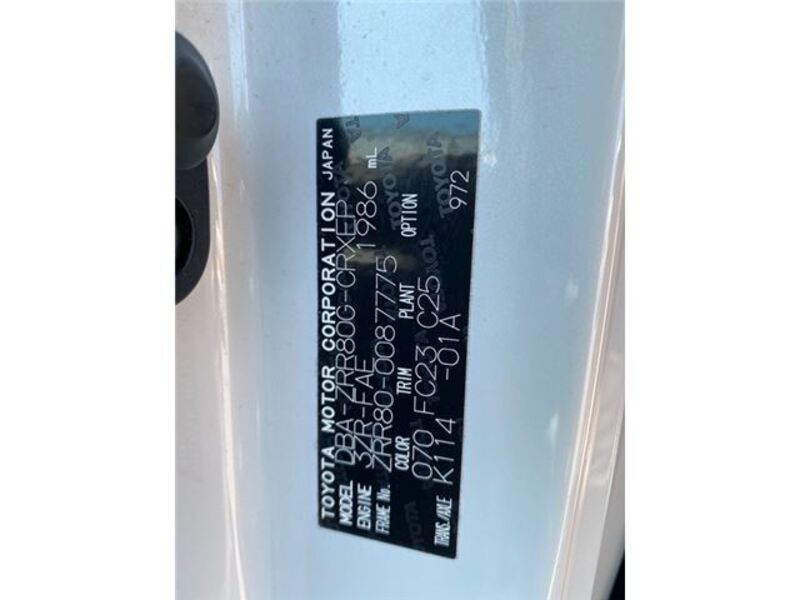 TOYOTA MOTOR CORPORATION JAPAN
MODEL DBA-ZRR80G-CRXEP
ENGINE 3ZR-FAE 1986 mL
FRAME No. ZRR80-0087775
COLOR TRIM PLANT OPTION
070 FC23 C25 972
TRANS./AXLE K114 -01A